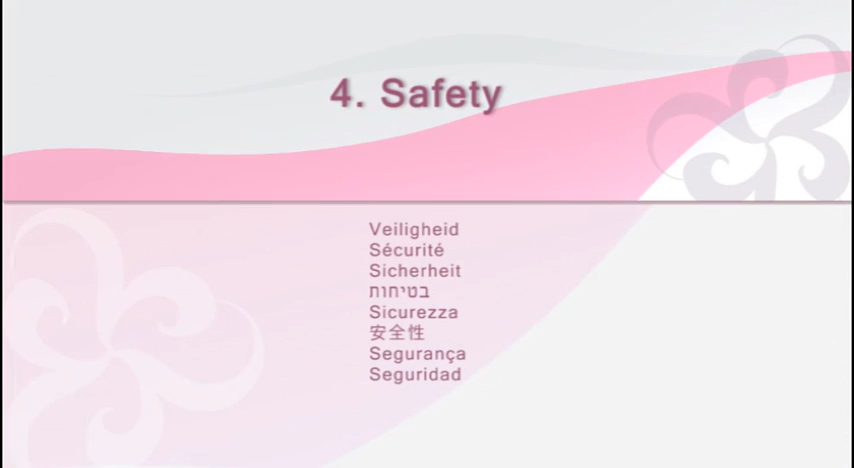 4. Safety
Veiligheid
Sécurité
Sicherheit
בטיחות
Sicurezza
安全性
Segurança
Seguridad